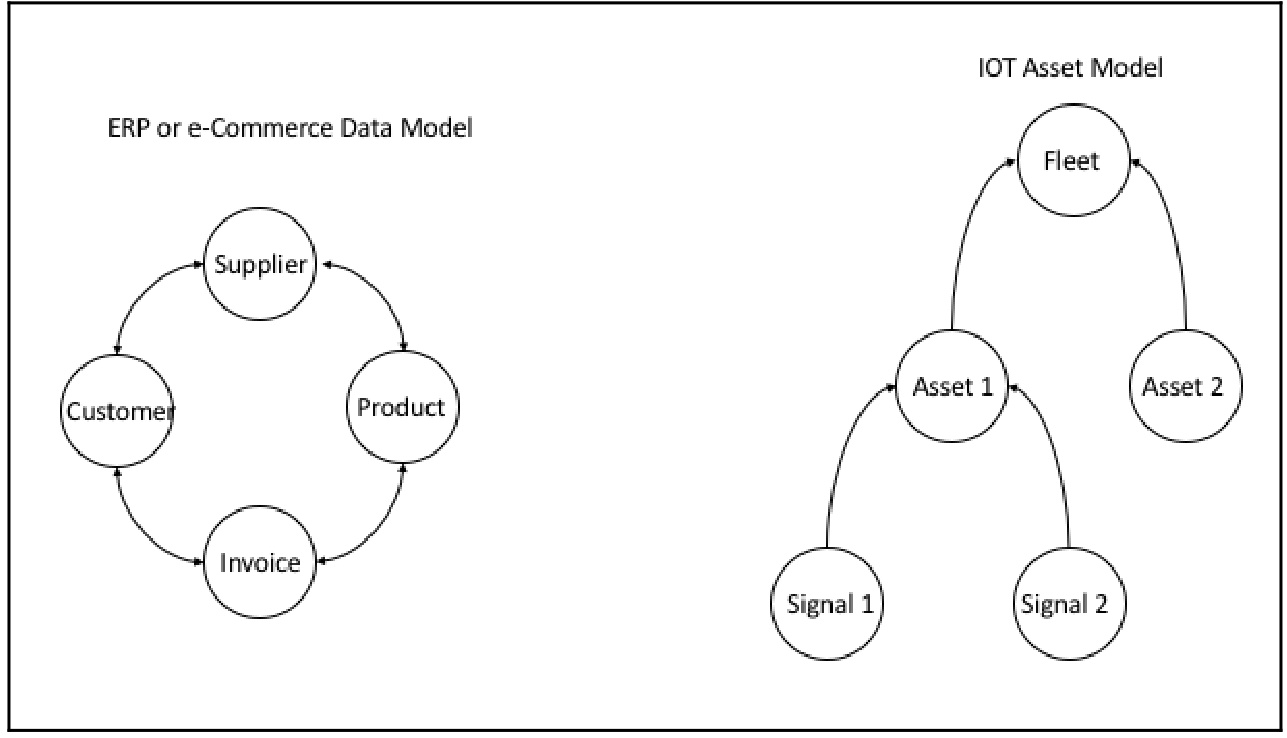 ERP or e-Commerce Data Model
Supplier
Customer
Product
Invoice
IOT Asset Model
Fleet
Asset 1
Asset 2
Signal 1
Signal 2